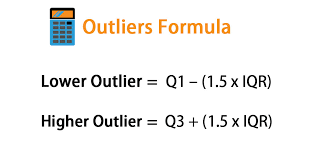 Outliers Formula
Lower Outlier = Q1 – (1.5 x IQR)
Higher Outlier = Q3 + (1.5 x IQR)